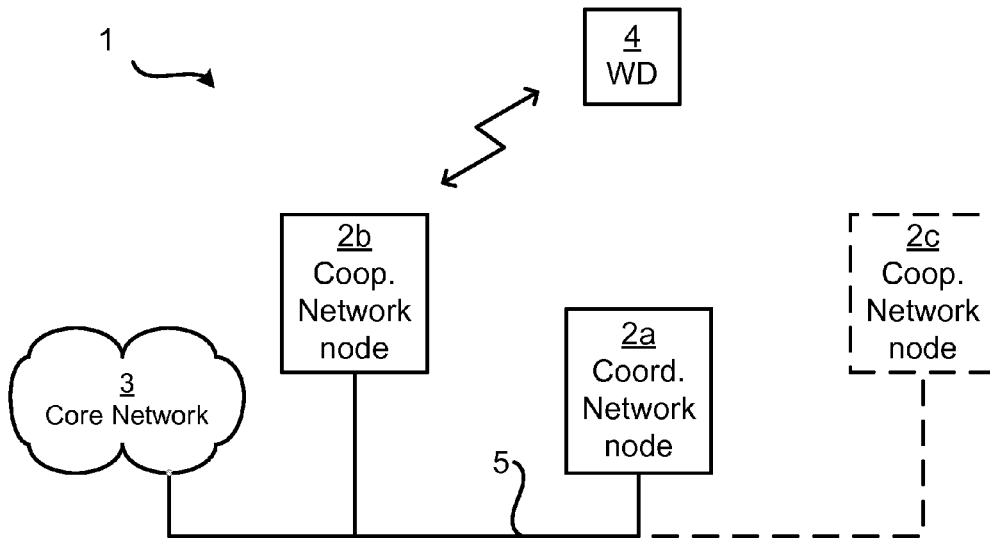 1
4
WD
2b
Coop.
Network
node
2c
Coop.
Network
node
2a
Coord.
Network
node
3
Core Network
5